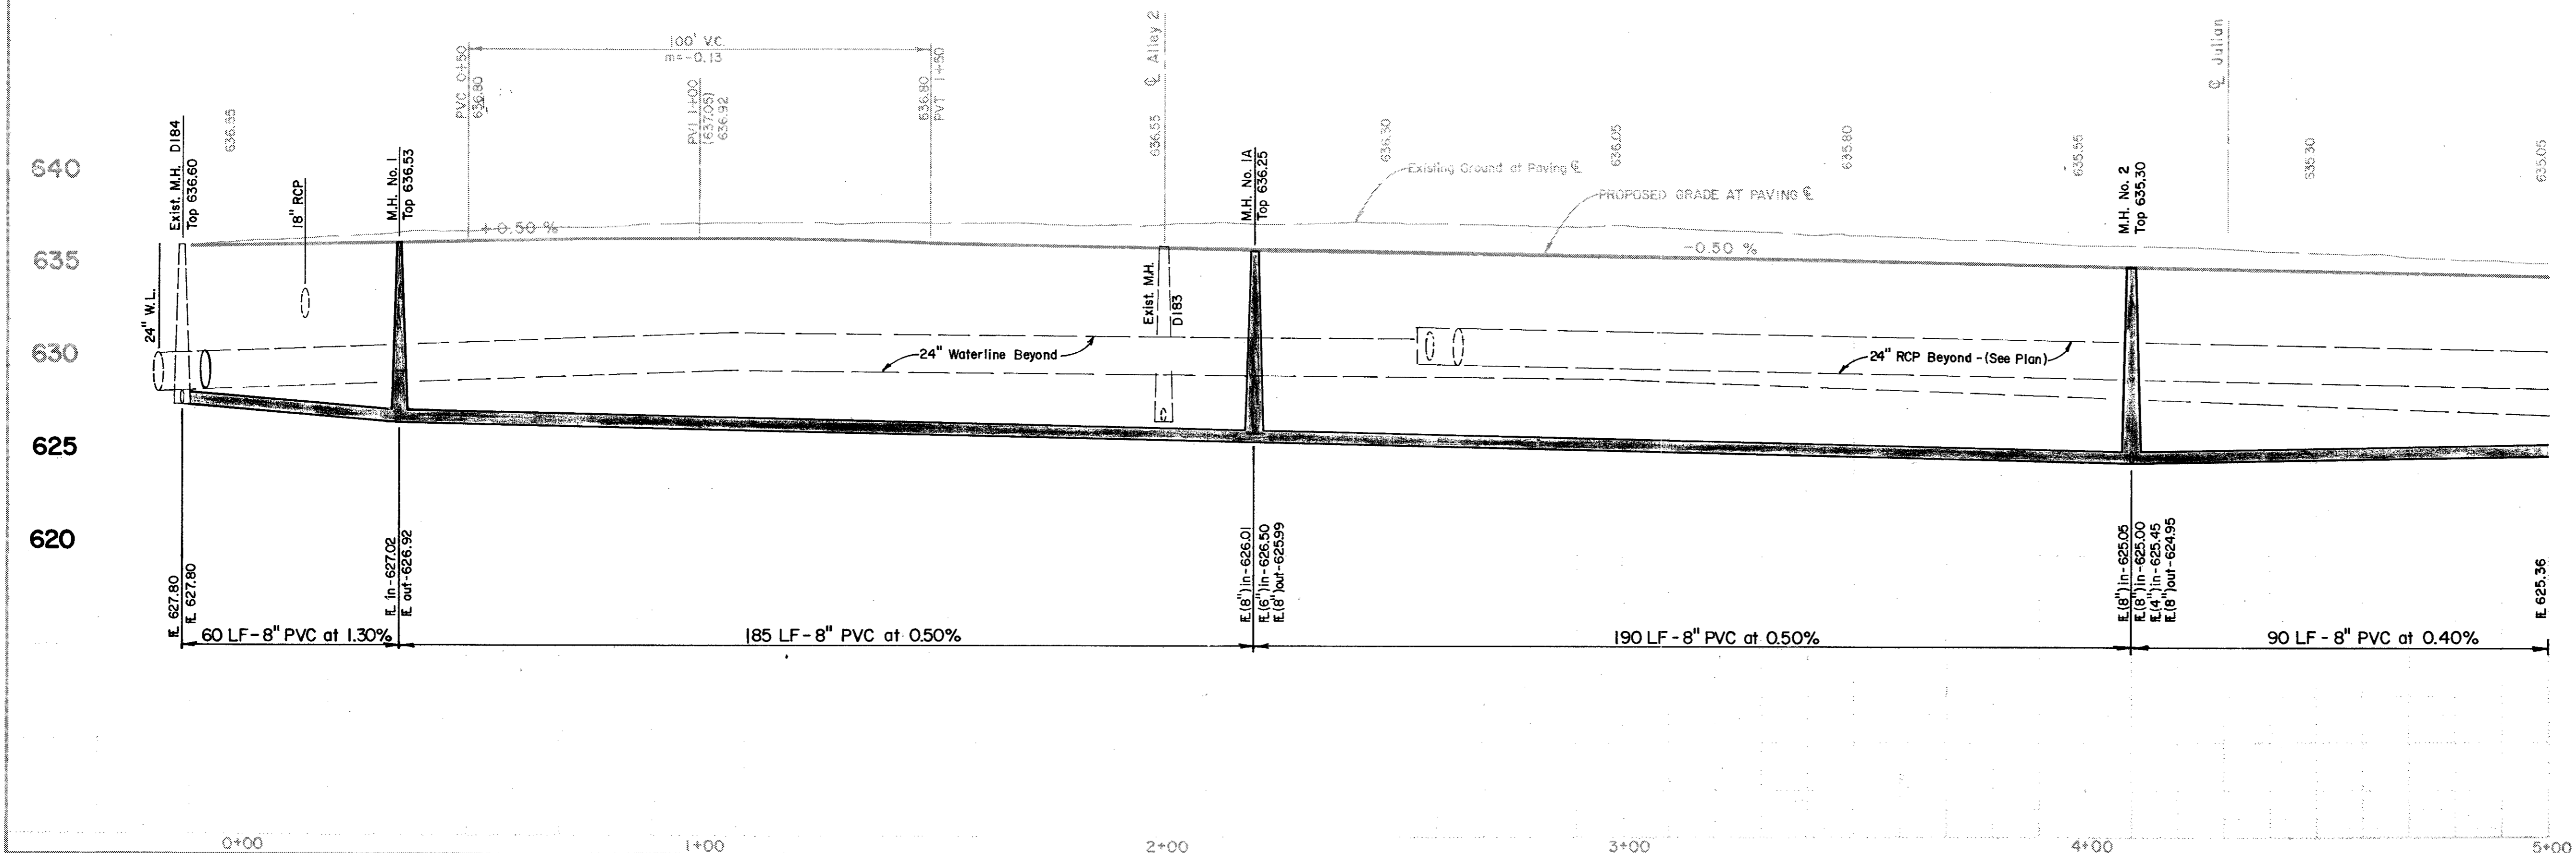 100' V.C.
m=-0.13
PVC 0+50
636.80
PVI 1+00
(637.05)
636.92
636.80
PVT 1+50
℄ Alley 2
℄ Julian
636.55
636.55
636.30
636.05
635.80
635.55
635.30
635.05
640
635
630
625
620
Exist. M.H. D184
Top 636.60
18" RCP
M.H. No. 1
Top 636.53
M.H. No. 1A
Top 636.25
M.H. No. 2
Top 635.30
Existing Ground at Paving ℄
PROPOSED GRADE AT PAVING ℄
+0.50 %
-0.50 %
24" W.L.
Exist. M.H.
D183
24" Waterline Beyond
24" RCP Beyond-(See Plan)
FL 627.80
FL 627.80
FL in-627.02
FL out-626.92
FL(8")in-626.01
FL(6")in-626.50
FL(8")out-625.99
FL(8")in-625.05
FL(8")in-625.00
FL(4")in-625.45
FL(8")out-624.95
FL 625.36
60 LF-8" PVC at 1.30%
185 LF-8" PVC at 0.50%
190 LF-8" PVC at 0.50%
90 LF-8" PVC at 0.40%
0+00
1+00
2+00
3+00
4+00
5+00